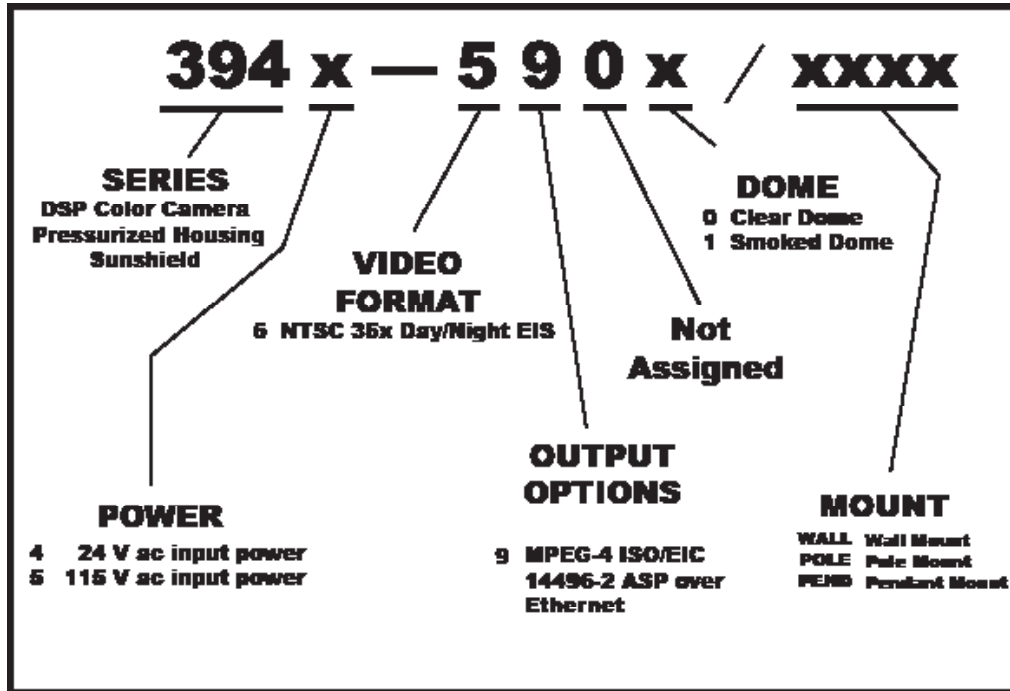 394 x — 5 9 0 x / xxxx
SERIES
DSP Color Camera
Pressurized Housing
Sunshield
DOME
0 Clear Dome
1 Smoked Dome
VIDEO
FORMAT
5 NTSC 35x Day/Night EIS
Not
Assigned
OUTPUT
OPTIONS
9 MPEG-4 ISO/EIC
14496-2 ASP over
Ethernet
POWER
4 24 V ac input power
5 115 V ac input power
MOUNT
WALL Wall Mount
POLE Pole Mount
PEND Pendant Mount